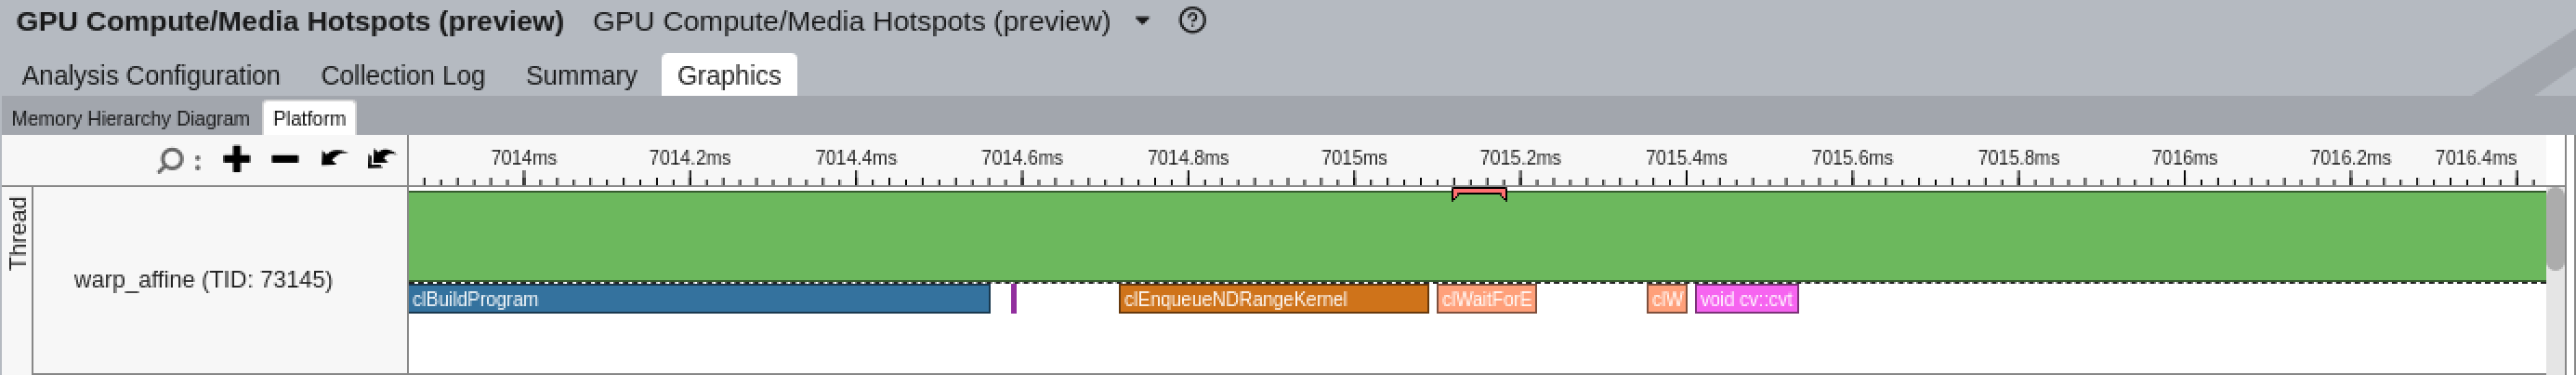 GPU Compute/Media Hotspots (preview) GPU Compute/Media Hotspots (preview) ?
Analysis Configuration Collection Log Summary Graphics
Memory Hierarchy Diagram Platform
7014ms 7014.2ms 7014.4ms 7014.6ms 7014.8ms 7015ms 7015.2ms 7015.4ms 7015.6ms 7015.8ms 7016ms 7016.2ms 7016.4ms
Thread
warp_affine (TID: 73145)
clBuildProgram clEnqueueNDRangeKernel clWaitForE clW void cv::cvt